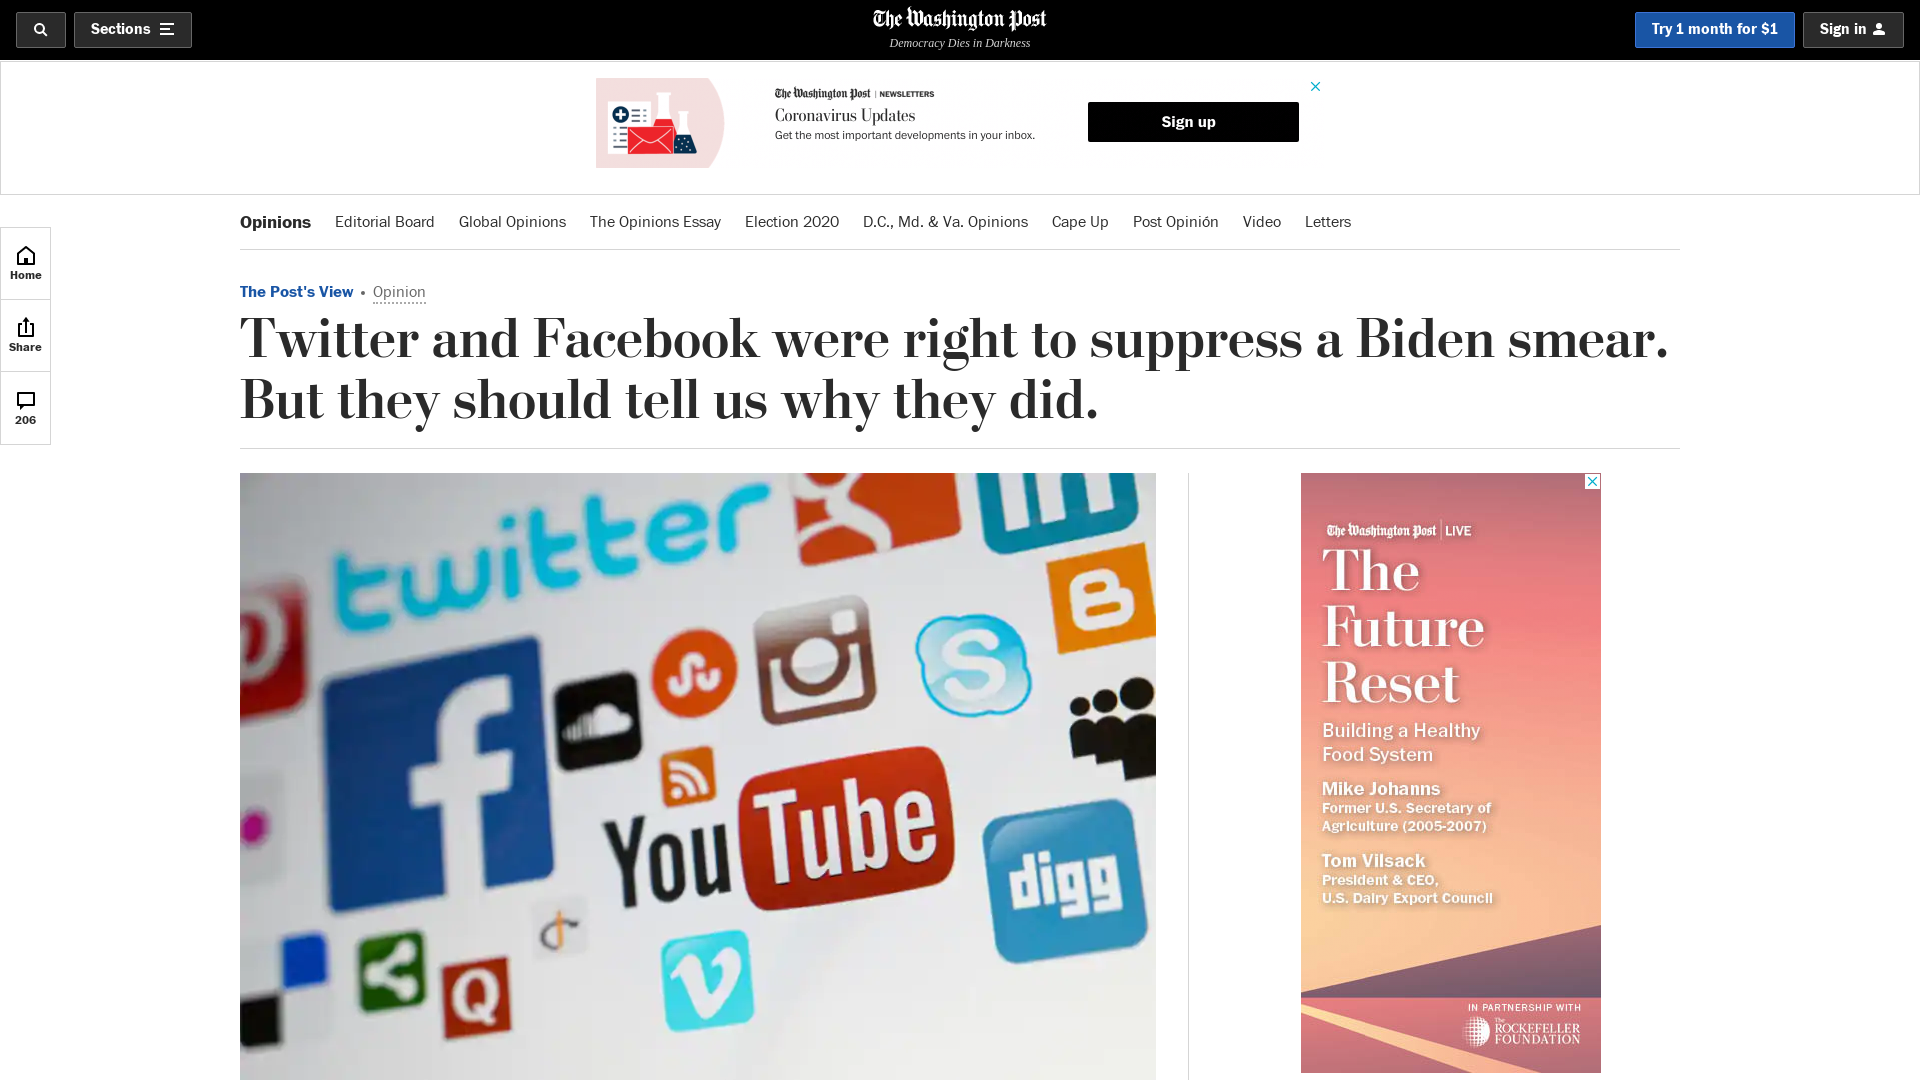 Sections
The Washington Post
Democracy Dies in Darkness
Try 1 month for $1
Sign in
The Washington Post | NEWSLETTERS
Coronavirus Updates
Get the most important developments in your inbox.
Sign up
Opinions
Editorial Board
Global Opinions
The Opinions Essay
Election 2020
D.C., Md. & Va. Opinions
Cape Up
Post Opinión
Video
Letters
Home
Share
206
The Post's View • Opinion
Twitter and Facebook were right to suppress a Biden smear.
But they should tell us why they did.
twitter
in
B
S
f
You Tube
digg
Q
V
The Washington Post | LIVE
The
Future
Reset
Building a Healthy
Food System
Mike Johanns
Former U.S. Secretary of
Agriculture (2005-2007)
Tom Vilsack
President & CEO,
U.S. Dairy Export Council
IN PARTNERSHIP WITH
The
ROCKEFELLER
FOUNDATION